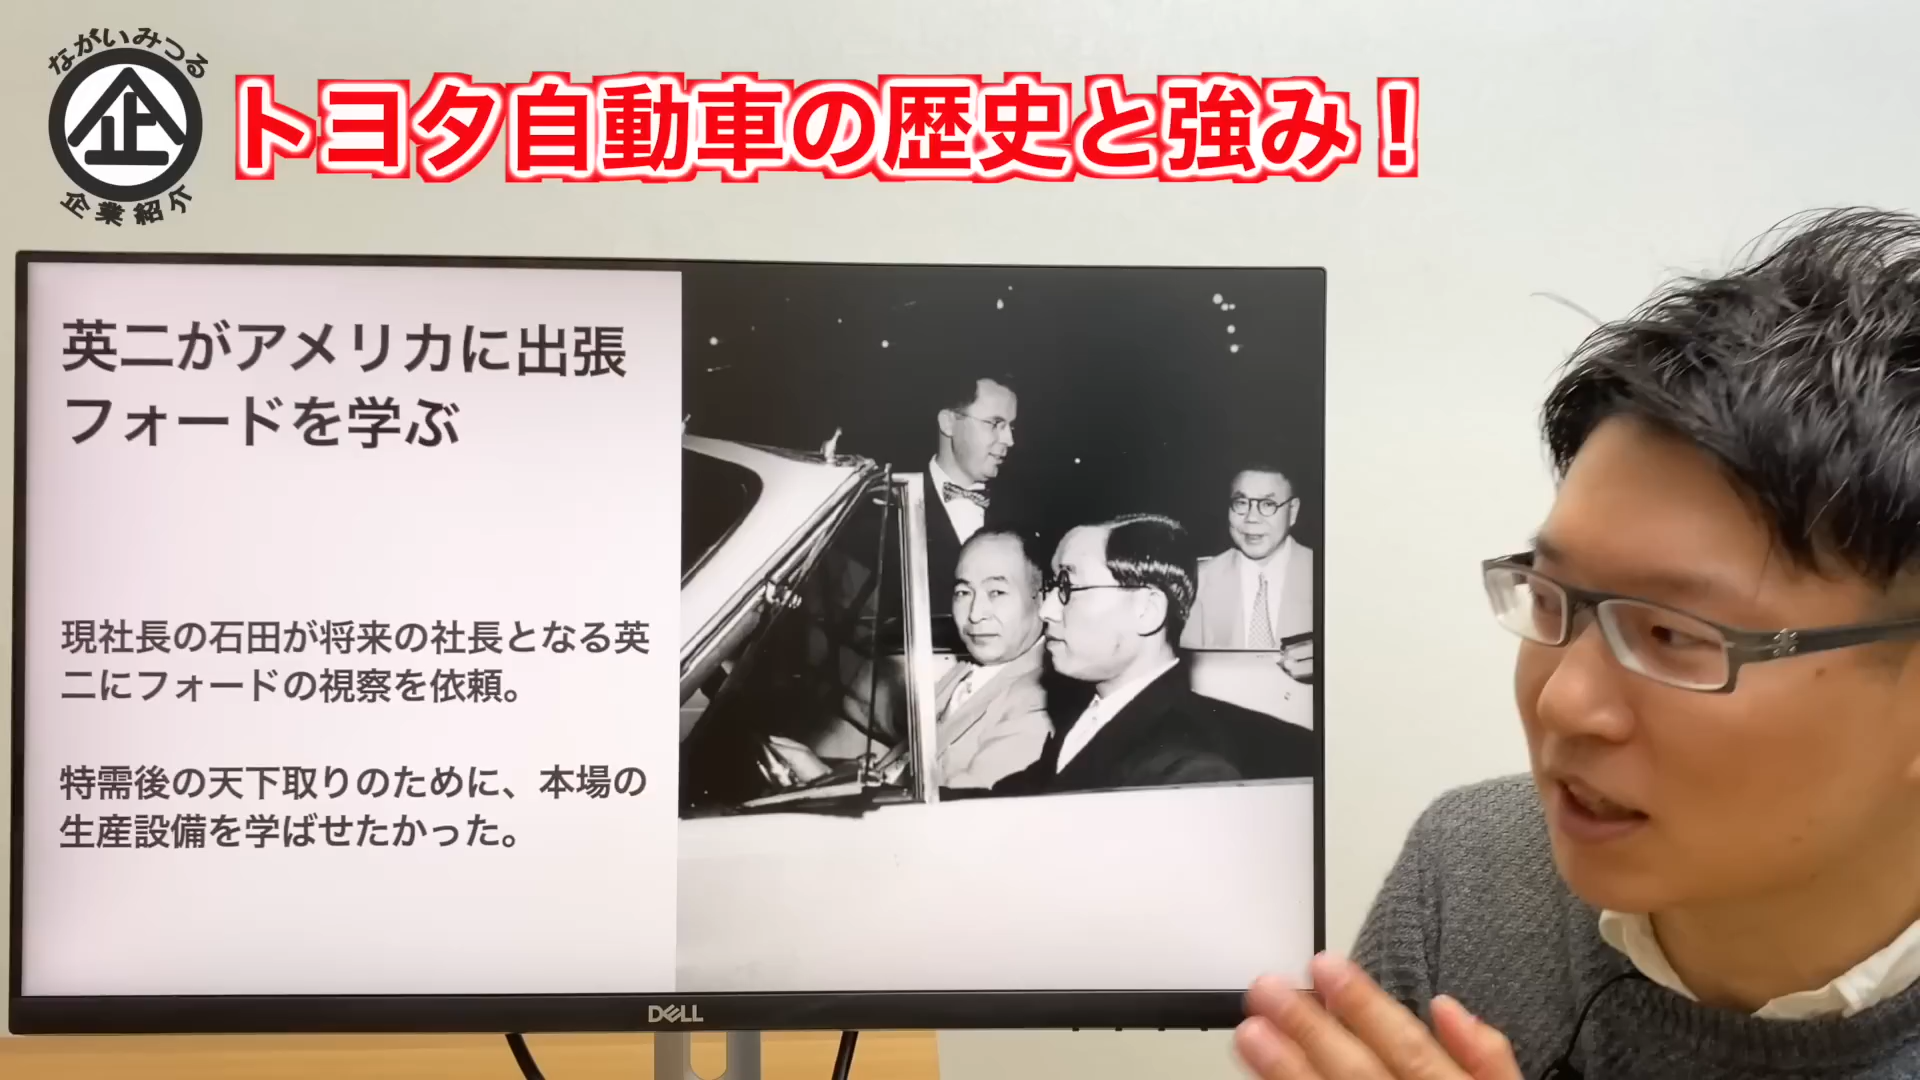 ながいみつる
企
企業紹介
トヨタ自動車の歴史と強み！
英二がアメリカに出張
フォードを学ぶ
現社長の石田が将来の社長となる英
二にフォードの視察を依頼。
特需後の天下取りのために、本場の
生産設備を学ばせたかった。
DELL